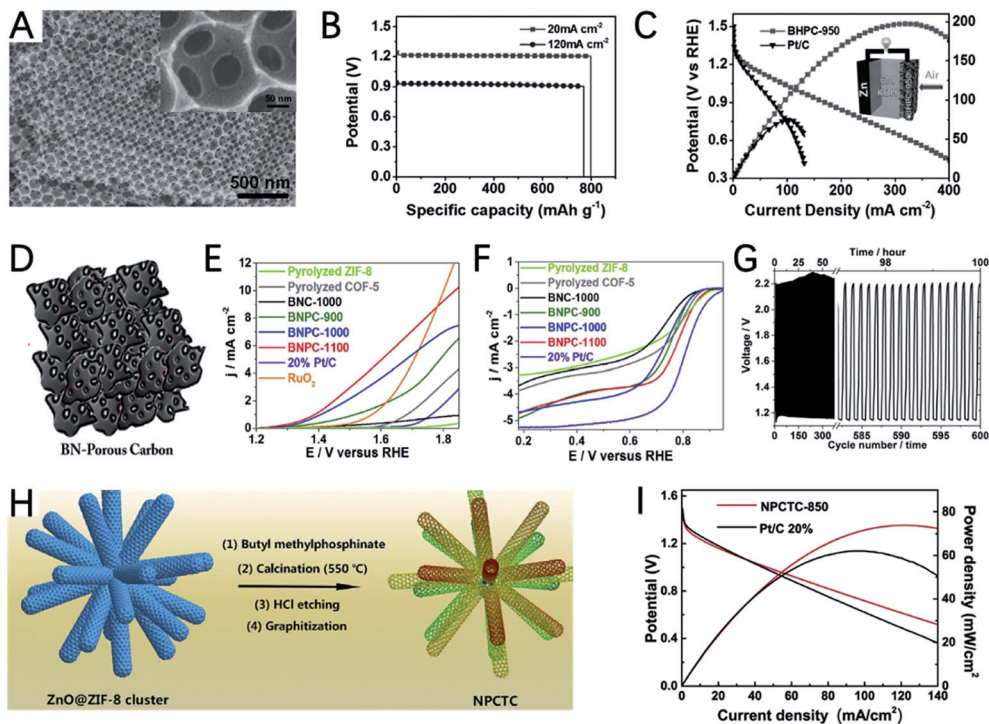 A
50 nm
500 nm
B
Potential (V)
1.5
1.2
0.9
0.6
0.3
0.0
20mA cm⁻²
120mA cm⁻²
0
200
400
600
800
1000
Specific capacity (mAh g⁻¹)
C
Potential (V vs RHE)
1.5
1.2
0.9
0.6
0.3
BHPC-950
Pt/C
Zn
Air
200
150
100
75
50
0
0
100
200
300
400
Current Density (mA cm⁻²)
D
BN-Porous Carbon
E
j / mA cm⁻²
12
10
8
6
4
2
0
Pyrolyzed ZIF-8
Pyrolyzed COF-5
BNC-1000
BNPC-900
BNPC-1000
BNPC-1100
20% Pt/C
RuO₂
1.2
1.4
1.6
1.8
E / V versus RHE
F
j / mA cm⁻²
0
-1
-2
-3
-4
-5
Pyrolyzed ZIF-8
Pyrolyzed COF-5
BNC-1000
BNPC-900
BNPC-1000
BNPC-1100
20% Pt/C
0.2
0.4
0.6
0.8
E / V versus RHE
G
Time / hour
0
25
50
98
100
Voltage / V
2.2
2.0
1.8
1.6
1.4
1.2
0
150
300
585
590
595
600
Cycle number / time
H
ZnO@ZIF-8 cluster
(1) Butyl methylphosphinate
(2) Calcination (550 ℃)
(3) HCl etching
(4) Graphitization
NPCTC
I
Potential (V)
1.6
1.2
0.8
0.4
1.6
NPCTC-850
Pt/C 20%
Power density (mW/cm²)
80
60
40
20
0
0
20
40
60
80
100
120
140
Current density (mA/cm²)